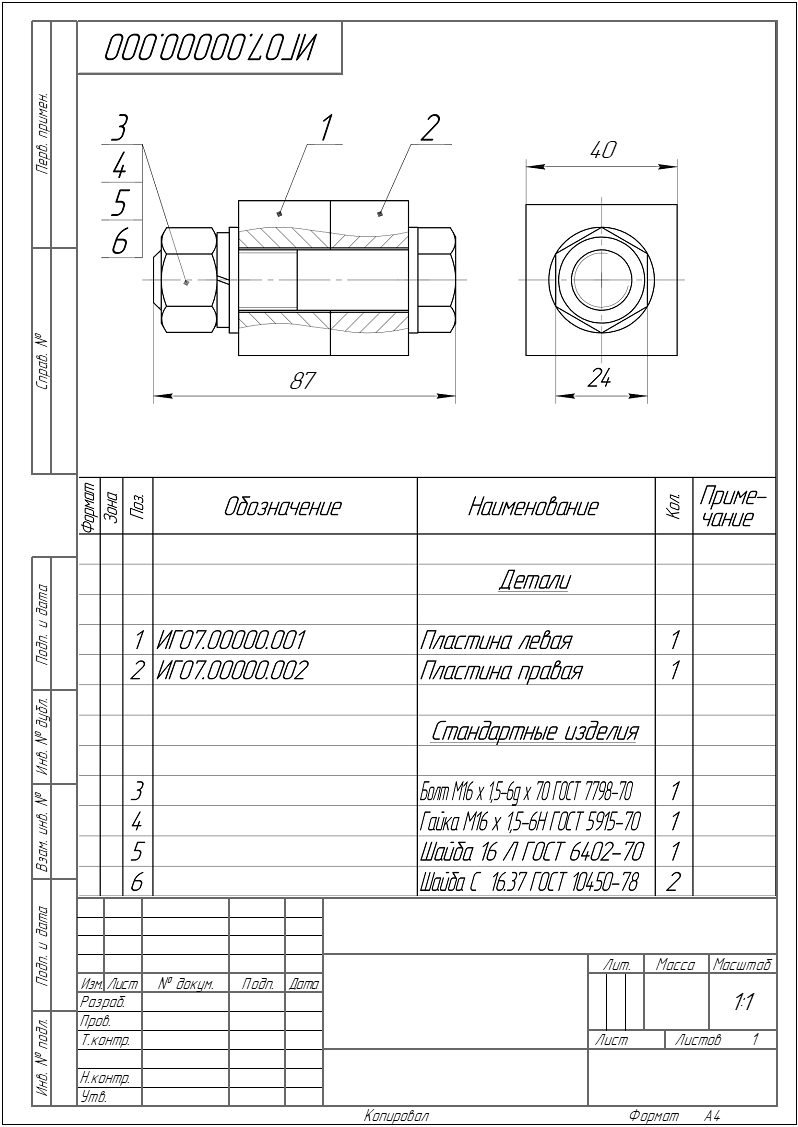 ИГ07.00000.000
Перв. примен.
Справ. №
Подп. и дата
Инв. № дубл.
Взам. инв. №
Подп. и дата
Инв. № подл.
3
4
5
6
1
2
40
87
24
Формат Зона Поз. Обозначение Наименование Кол. Приме-
чание
Детали
1 ИГ07.00000.001 Пластина левая 1
2 ИГ07.00000.002 Пластина правая 1
Стандартные изделия
3 Болт М16 х 1,5-6g х 70 ГОСТ 7798-70 1
4 Гайка М16 х 1,5-6Н ГОСТ 5915-70 1
5 Шайба 16 Л ГОСТ 6402-70 1
6 Шайба С 16.37 ГОСТ 10450-78 2
Лит. Масса Масштаб
1:1
Изм. Лист № докум. Подп. Дата
Разраб.
Пров.
Т.контр.
Лист Листов 1
Н.контр.
Утв.
Копировал Формат А4